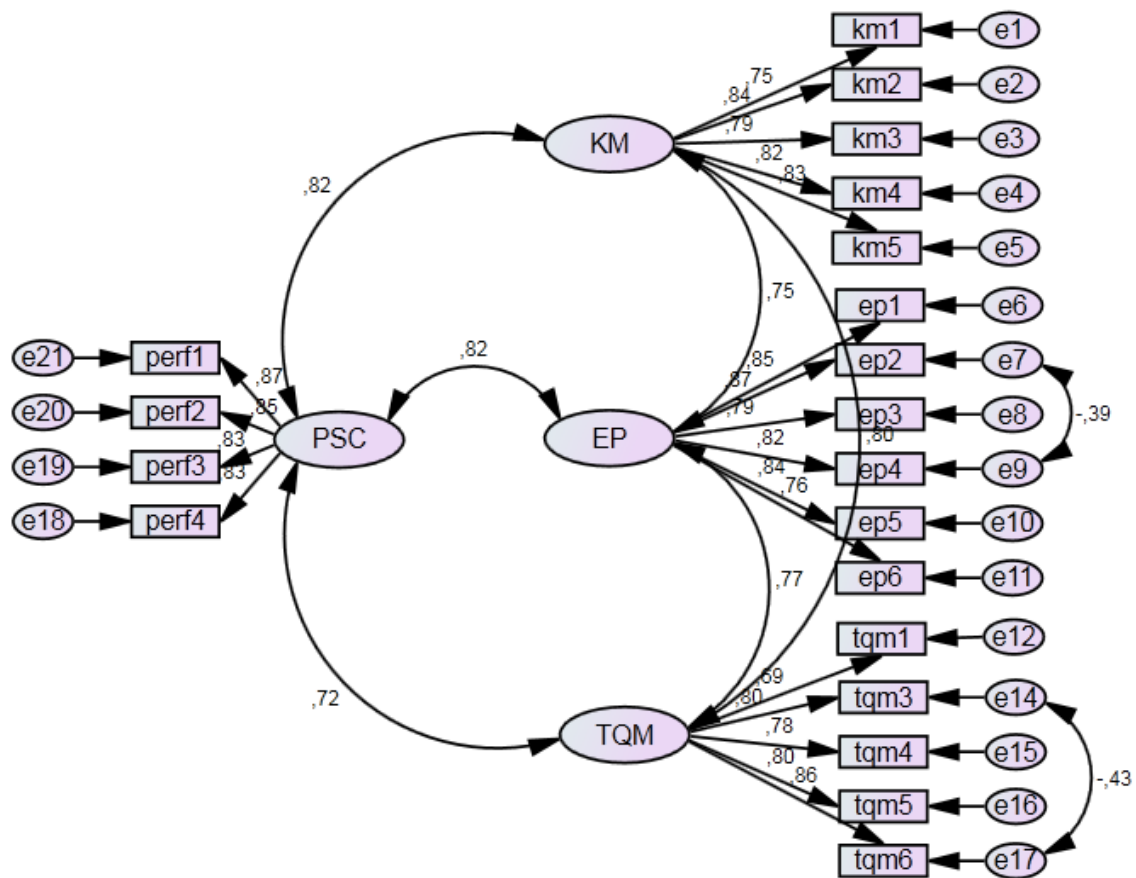 km1 e1
,75
km2 e2
,84
,79
km3 e3
KM
,82
,83
km4 e4
,82
km5 e5
,75
ep1 e6
e21 perf1
,82
,85
ep2 e7
,87
,87
,79
e20 perf2
,85
ep3 e8
-,39
PSC
EP
,80
,83
,82
e19 perf3
,84
ep4 e9
,83
,76
e18 perf4
ep5 e10
,77
ep6 e11
tqm1 e12
,69
,72
,80
tqm3 e14
TQM
,78
tqm4 e15
,80
,86
-,43
tqm5 e16
tqm6 e17